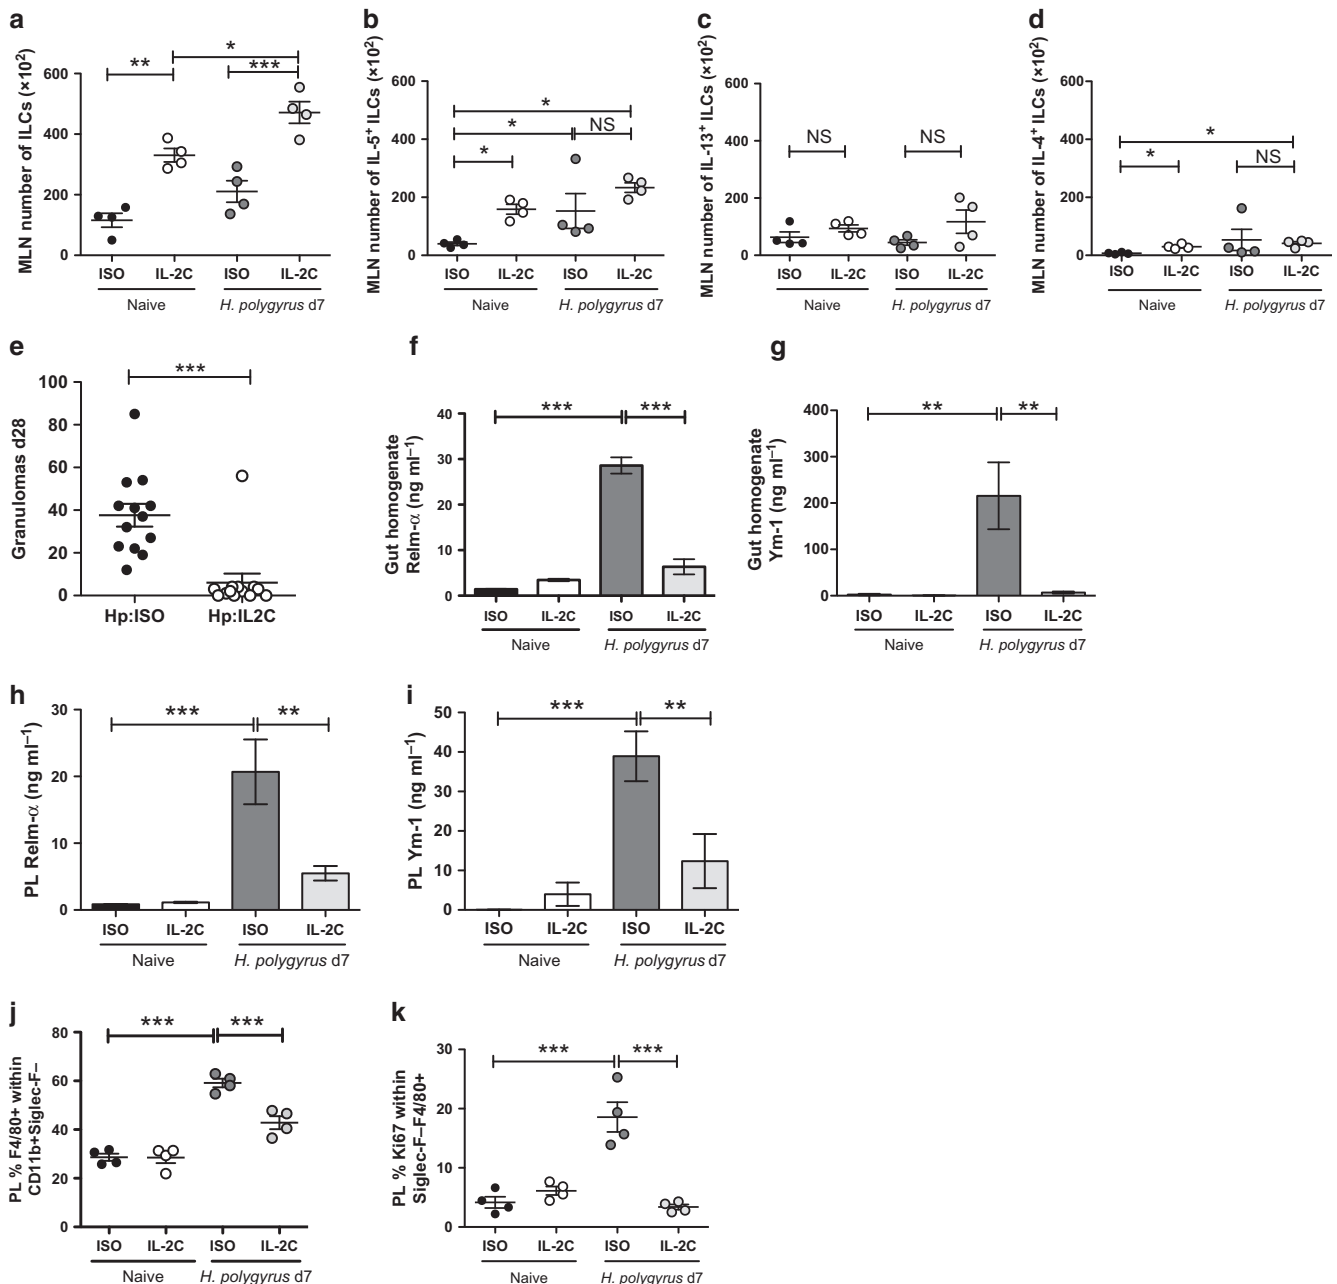 a
MLN number of ILCs (×10²)
600
400
200
0
**
*
***
ISO
IL-2C
ISO
IL-2C
Naive
H. polygyrus d7
b
MLN number of IL-5⁺ ILCs (×10²)
600
400
200
0
*
*
NS
*
ISO
IL-2C
ISO
IL-2C
Naive
H. polygyrus d7
c
MLN number of IL-13⁺ ILCs (×10²)
600
400
200
0
NS
NS
ISO
IL-2C
ISO
IL-2C
Naive
H. polygyrus d7
d
MLN number of IL-4⁺ ILCs (×10²)
600
400
200
0
*
*
NS
ISO
IL-2C
ISO
IL-2C
Naive
H. polygyrus d7
e
Granulomas d28
100
80
60
40
20
0
***
Hp:ISO
Hp:IL2C
f
Gut homogenate
Relm-α (ng ml⁻¹)
40
30
20
10
0
***
***
ISO
IL-2C
ISO
IL-2C
Naive
H. polygyrus d7
g
Gut homogenate
Ym-1 (ng ml⁻¹)
400
300
200
100
0
**
**
ISO
IL-2C
ISO
IL-2C
Naive
H. polygyrus d7
h
PL Relm-α (ng ml⁻¹)
30
20
10
0
***
**
ISO
IL-2C
ISO
IL-2C
Naive
H. polygyrus d7
i
PL Ym-1 (ng ml⁻¹)
50
40
30
20
10
0
***
**
ISO
IL-2C
ISO
IL-2C
Naive
H. polygyrus d7
j
PL % F4/80+ within
CD11b+Siglec-F–
80
60
40
20
0
***
***
ISO
IL-2C
ISO
IL-2C
Naive
H. polygyrus d7
k
PL % Ki67 within
Siglec-F–F4/80+
30
20
10
0
***
***
ISO
IL-2C
ISO
IL-2C
Naive
H. polygyrus d7